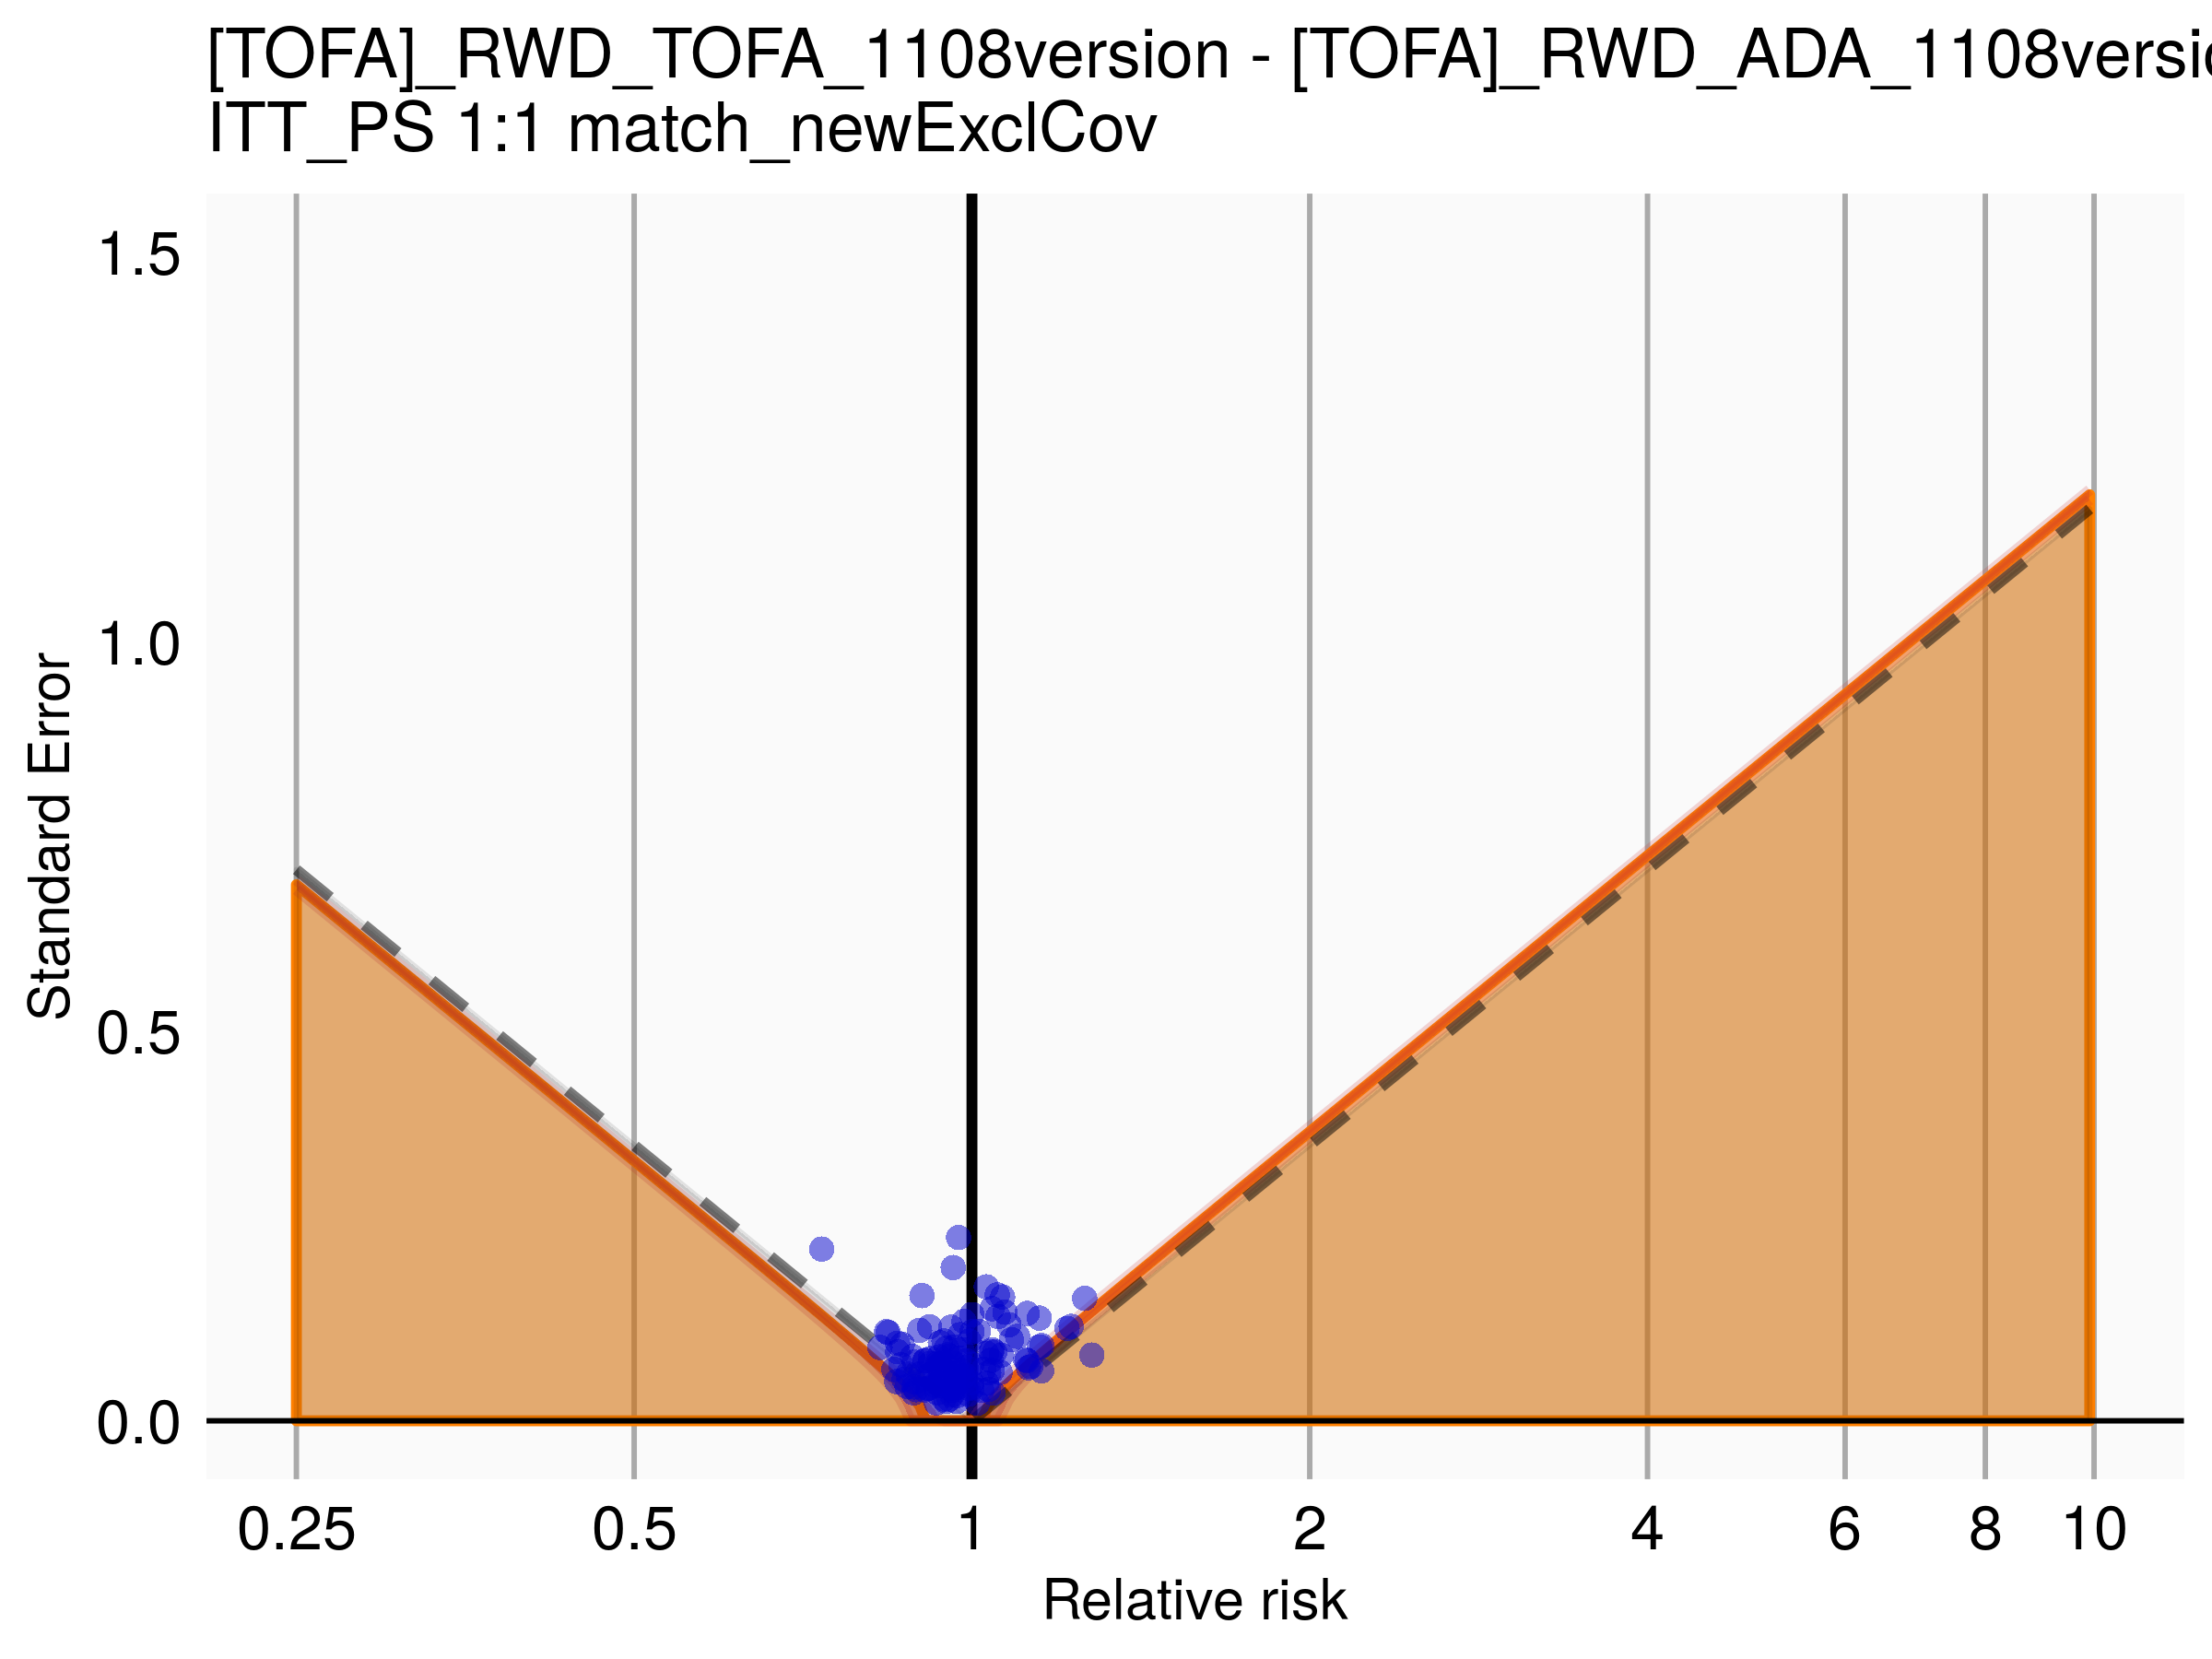 [TOFA]_RWD_TOFA_1108version - [TOFA]_RWD_ADA_1108versi
ITT_PS 1:1 match_newExclCov
1.5
1.0
0.5
0.0
Standard Error
0.25 0.5 1 2 4 6 8 10
Relative risk